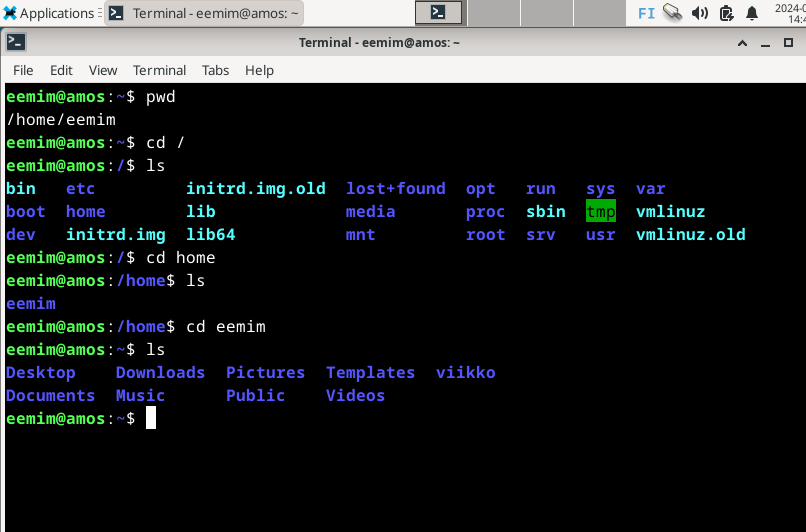 Applications Terminal - eemim@amos: ~ FI 2024-0
14:4
Terminal - eemim@amos: ~
File Edit View Terminal Tabs Help
eemim@amos:~$ pwd
/home/eemim
eemim@amos:~$ cd /
eemim@amos:/$ ls
bin etc initrd.img.old lost+found opt run sys var
boot home lib media proc sbin tmp vmlinuz
dev initrd.img lib64 mnt root srv usr vmlinuz.old
eemim@amos:/$ cd home
eemim@amos:/home$ ls
eemim
eemim@amos:/home$ cd eemim
eemim@amos:~$ ls
Desktop Downloads Pictures Templates viikko
Documents Music Public Videos
eemim@amos:~$